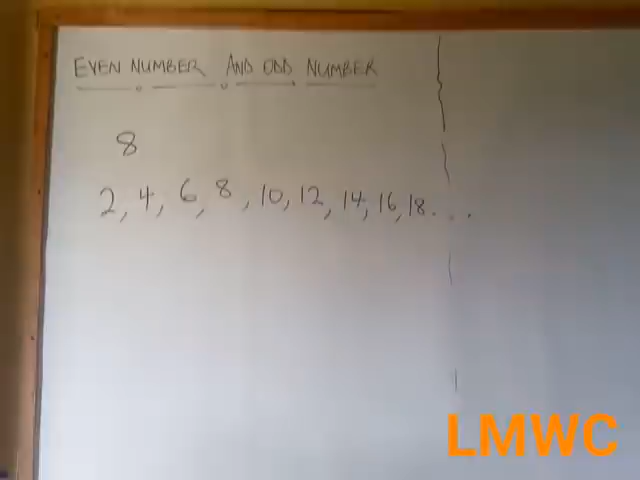 EVEN NUMBER AND ODD NUMBER
8
2, 4, 6, 8, 10, 12, 14, 16, 18...
LMWC